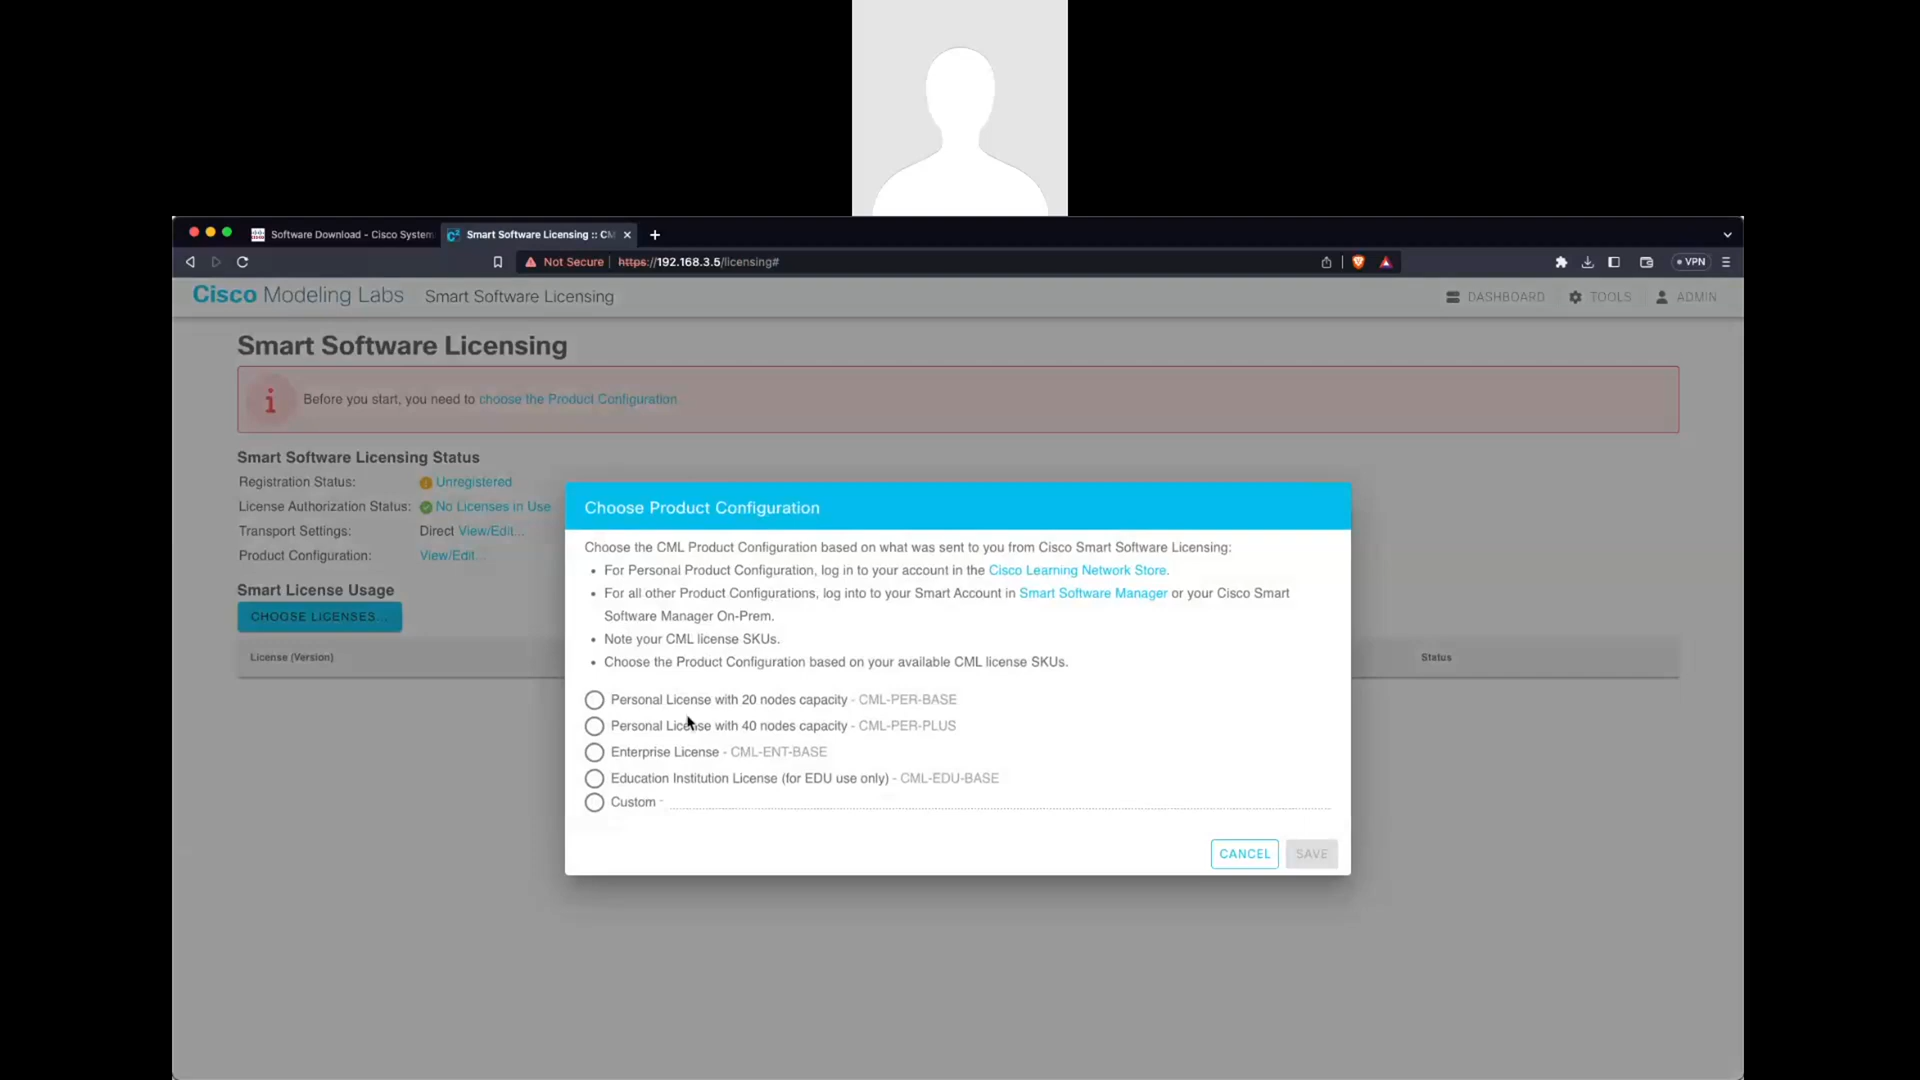 Software Download - Cisco System
Smart Software Licensing :: CM
Not Secure | https://192.168.3.5/licensing#
VPN
Cisco Modeling Labs Smart Software Licensing
DASHBOARD TOOLS ADMIN
Smart Software Licensing
Before you start, you need to choose the Product Configuration.
Smart Software Licensing Status
Registration Status: Unregistered
License Authorization Status: No Licenses in Use
Transport Settings: Direct View/Edit...
Product Configuration: View/Edit...
Smart License Usage
CHOOSE LICENSES...
License (Version) Status
Choose Product Configuration
Choose the CML Product Configuration based on what was sent to you from Cisco Smart Software Licensing:
• For Personal Product Configuration, log in to your account in the Cisco Learning Network Store.
• For all other Product Configurations, log into to your Smart Account in Smart Software Manager or your Cisco Smart
Software Manager On-Prem.
• Note your CML license SKUs.
• Choose the Product Configuration based on your available CML license SKUs.
Personal License with 20 nodes capacity - CML-PER-BASE
Personal License with 40 nodes capacity - CML-PER-PLUS
Enterprise License - CML-ENT-BASE
Education Institution License (for EDU use only) - CML-EDU-BASE
Custom -
CANCEL SAVE